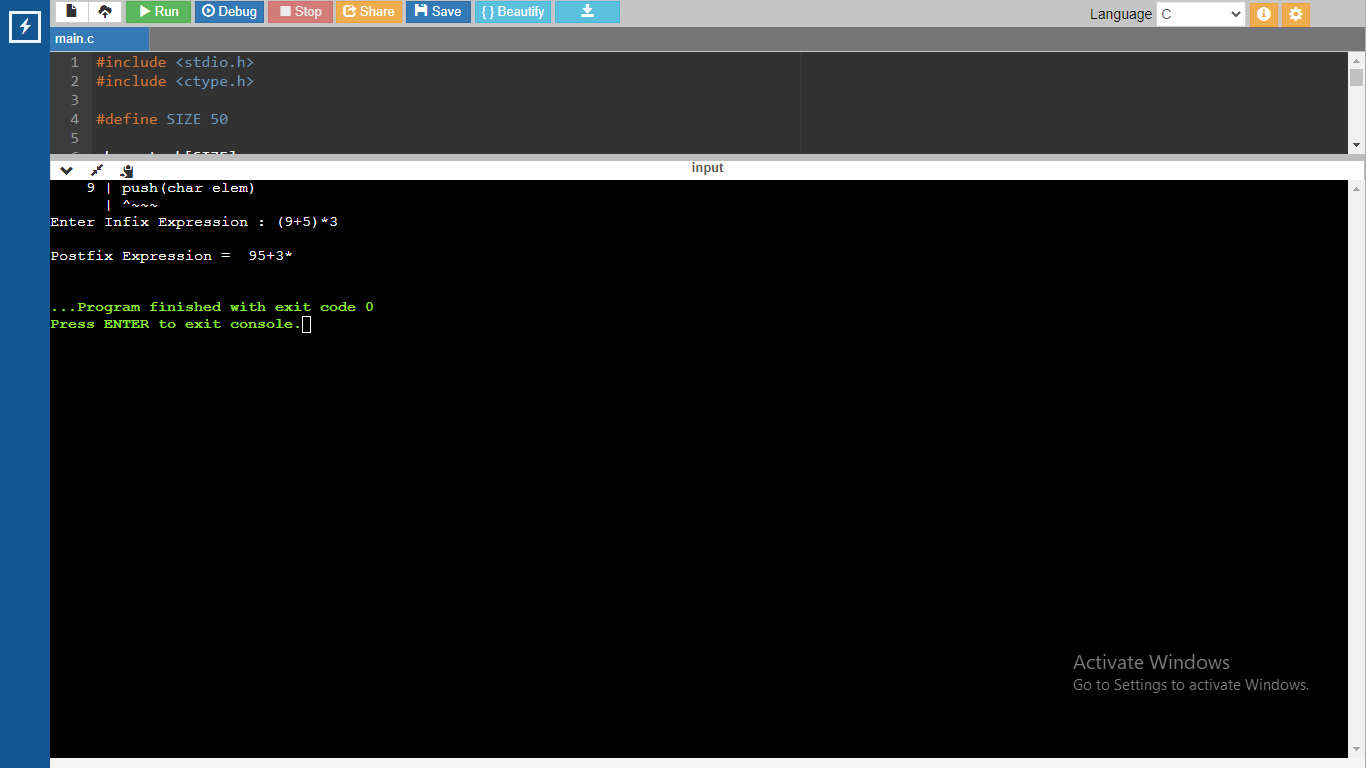 Run Debug Stop Share Save { } Beautify Language C
main.c
1 #include <stdio.h>
2 #include <ctype.h>
3
4 #define SIZE 50
5
input
9 | push(char elem)
| ^~~~
Enter Infix Expression : (9+5)*3
Postfix Expression =  95+3*
...Program finished with exit code 0
Press ENTER to exit console.
Activate Windows
Go to Settings to activate Windows.